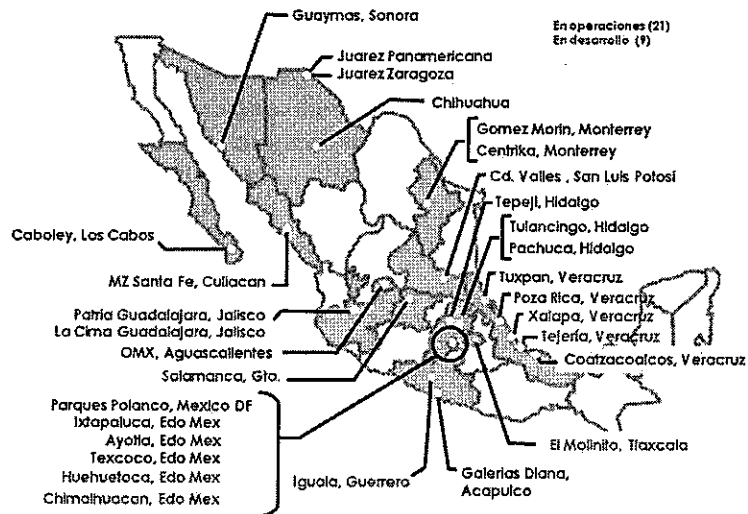 Guaymas, Sonora
En operaciones (21)
En desarrollo (9)
Juarez Panamericana
Juarez Zaragoza
Chihuahua
Gomez Morin, Monterrey
Centrika, Monterrey
Cd. Valles , San Luis Potosí
Tepeji, Hidalgo
Tulancingo, Hidalgo
Pachuca, Hidalgo
Caboley, Los Cabos
MZ Santa Fe, Culiacan
Tuxpan, Veracruz
Poza Rica, Veracruz
Xalapa, Veracruz
Tejería, Veracruz
Coatzacoalcos, Veracruz
Patria Guadalajara, Jalisco
La Cima Guadalajara, Jalisco
OMX, Aguascalientes
Salamanca, Gto.
Parques Polanco, Mexico DF
Ixtapaluca, Edo Mex
Ayotla, Edo Mex
Texcoco, Edo Mex
Huehuetoca, Edo Mex
Chimalhuacan, Edo Mex
Iguala, Guerrero
El Molinito, Tlaxcala
Galerias Diana,
Acapulco